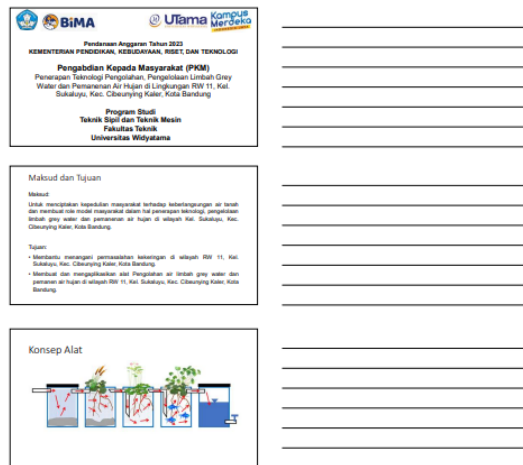 BiMA
UTama
Kampus
Merdeka
Pendanaan Anggaran Tahun 2023
KEMENTERIAN PENDIDIKAN, KEBUDAYAAN, RISET, DAN TEKNOLOGI
Pengabdian Kepada Masyarakat (PKM)
Penerapan Teknologi Pengolahan, Pengelolaan Limbah Grey
Water dan Pemanenan Air Hujan di Lingkungan RW 11, Kel.
Sukaluyu, Kec. Cibeunying Kaler, Kota Bandung
Program Studi
Teknik Sipil dan Teknik Mesin
Fakultas Teknik
Universitas Widyatama
Maksud dan Tujuan
Maksud:
Untuk menciptakan kepedulian masyarakat terhadap keberlangsungan air tanah
dan membuat role model masyarakat dalam hal penerapan teknologi, pengelolaan
limbah grey water dan pemanenan air hujan di wilayah Kel. Sukaluyu, Kec.
Cibeunying Kaler, Kota Bandung.
Tujuan:
• Membantu menangani permasalahan kekeringan di wilayah RW 11, Kel.
Sukaluyu, Kec. Cibeunying Kaler, Kota Bandung.
• Membuat dan mengaplikasikan alat Pengolahan air limbah grey water dan
pemanen air hujan di wilayah RW 11, Kel. Sukaluyu, Kec. Cibeunying Kaler, Kota
Bandung.
Konsep Alat